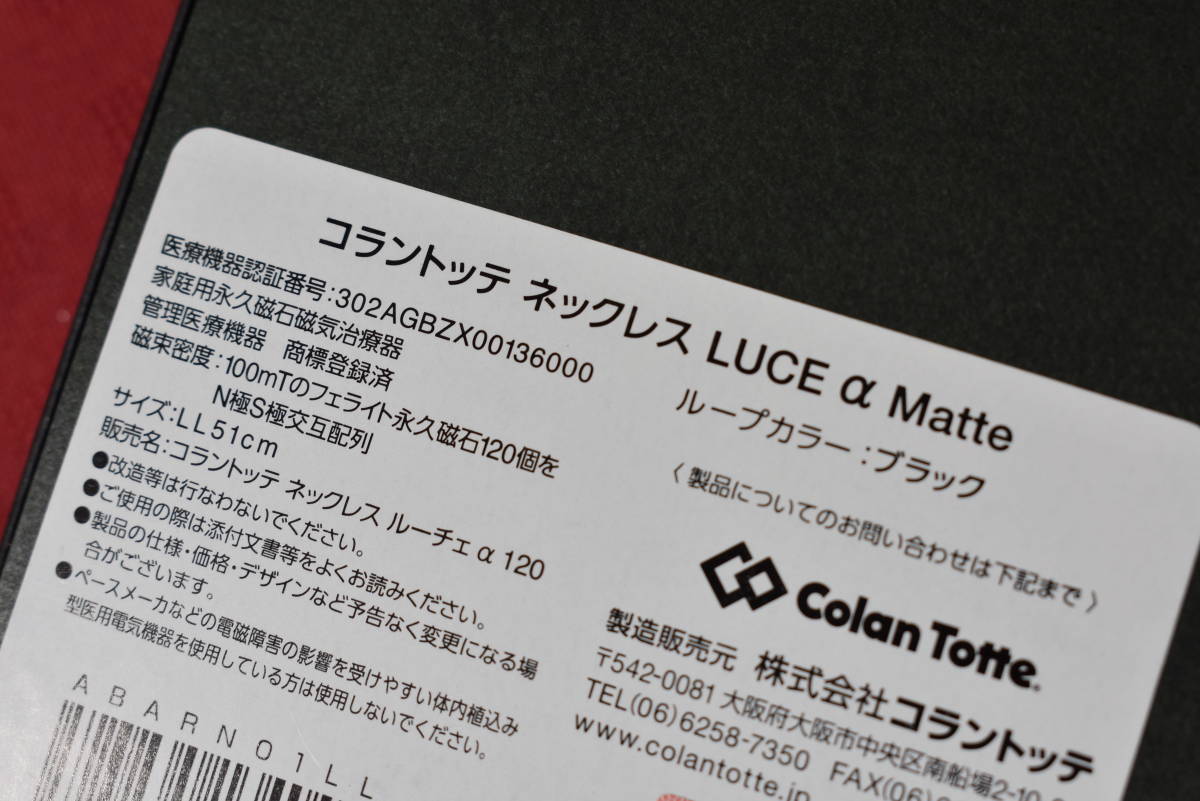 コラントッテ ネックレス LUCE α Matte
医療機器認証番号:302AGBZX00136000
家庭用永久磁石磁気治療器
管理医療機器 商標登録済
磁束密度:100mTのフェライト永久磁石120個を
N極S極交互配列
サイズ:LL51cm
販売名:コラントッテ ネックレス ルーチェ α 120
●改造等は行なわないでください。
●ご使用の際は添付文書等をよくお読みください。
●製品の仕様・価格・デザインなど予告なく変更になる場
合がございます。
●ペースメーカなどの電磁障害の影響を受けやすい体内植込み
型医用電気機器を使用している方は使用しないでください。
ABARN01LL
ループカラー:ブラック
〈製品についてのお問い合わせは下記まで〉
Colan Totte.
製造販売元 株式会社コラントッテ
〒542-0081 大阪府大阪市中央区南船場2-10-
TEL(06)6258-7350 FAX(06)6
www.colantotte.jp